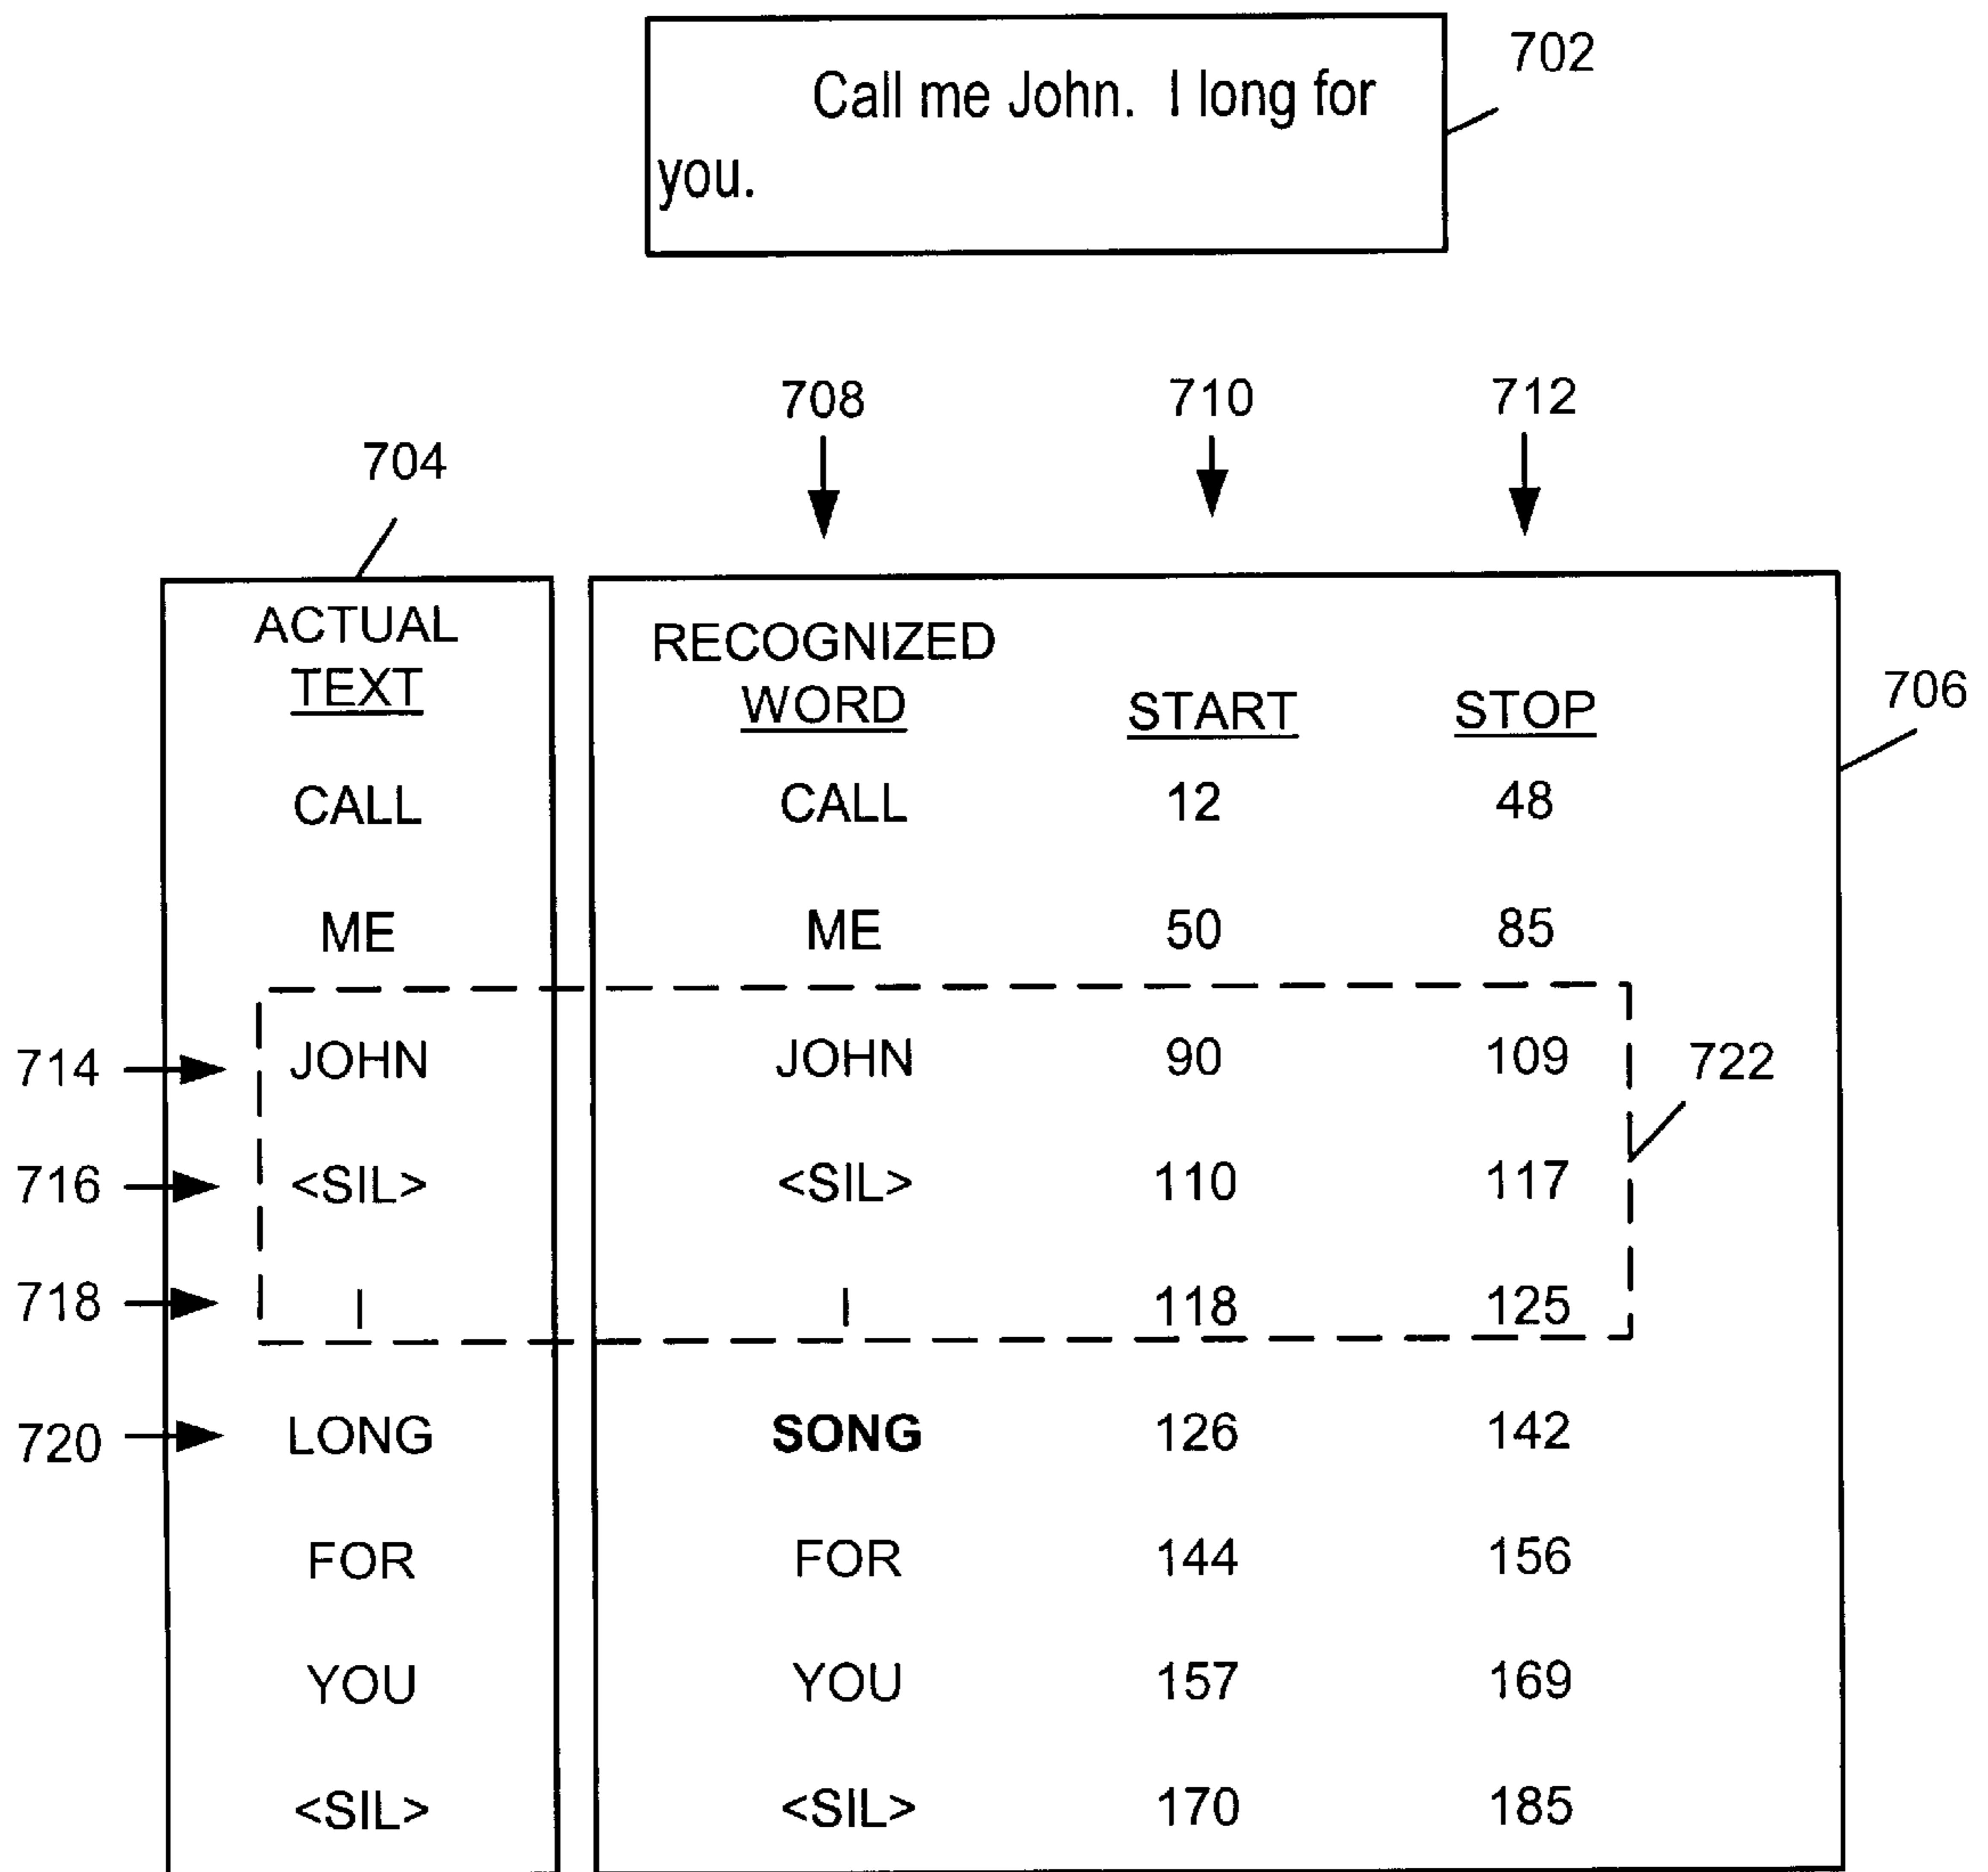 Call me John. I long for
you.
702
708 710 712
704
ACTUAL
TEXT
RECOGNIZED
WORD START STOP
706
CALL CALL 12 48
ME ME 50 85
714 JOHN JOHN 90 109 722
716 <SIL> <SIL> 110 117
718 I I 118 125
720 LONG SONG 126 142
FOR FOR 144 156
YOU YOU 157 169
<SIL> <SIL> 170 185